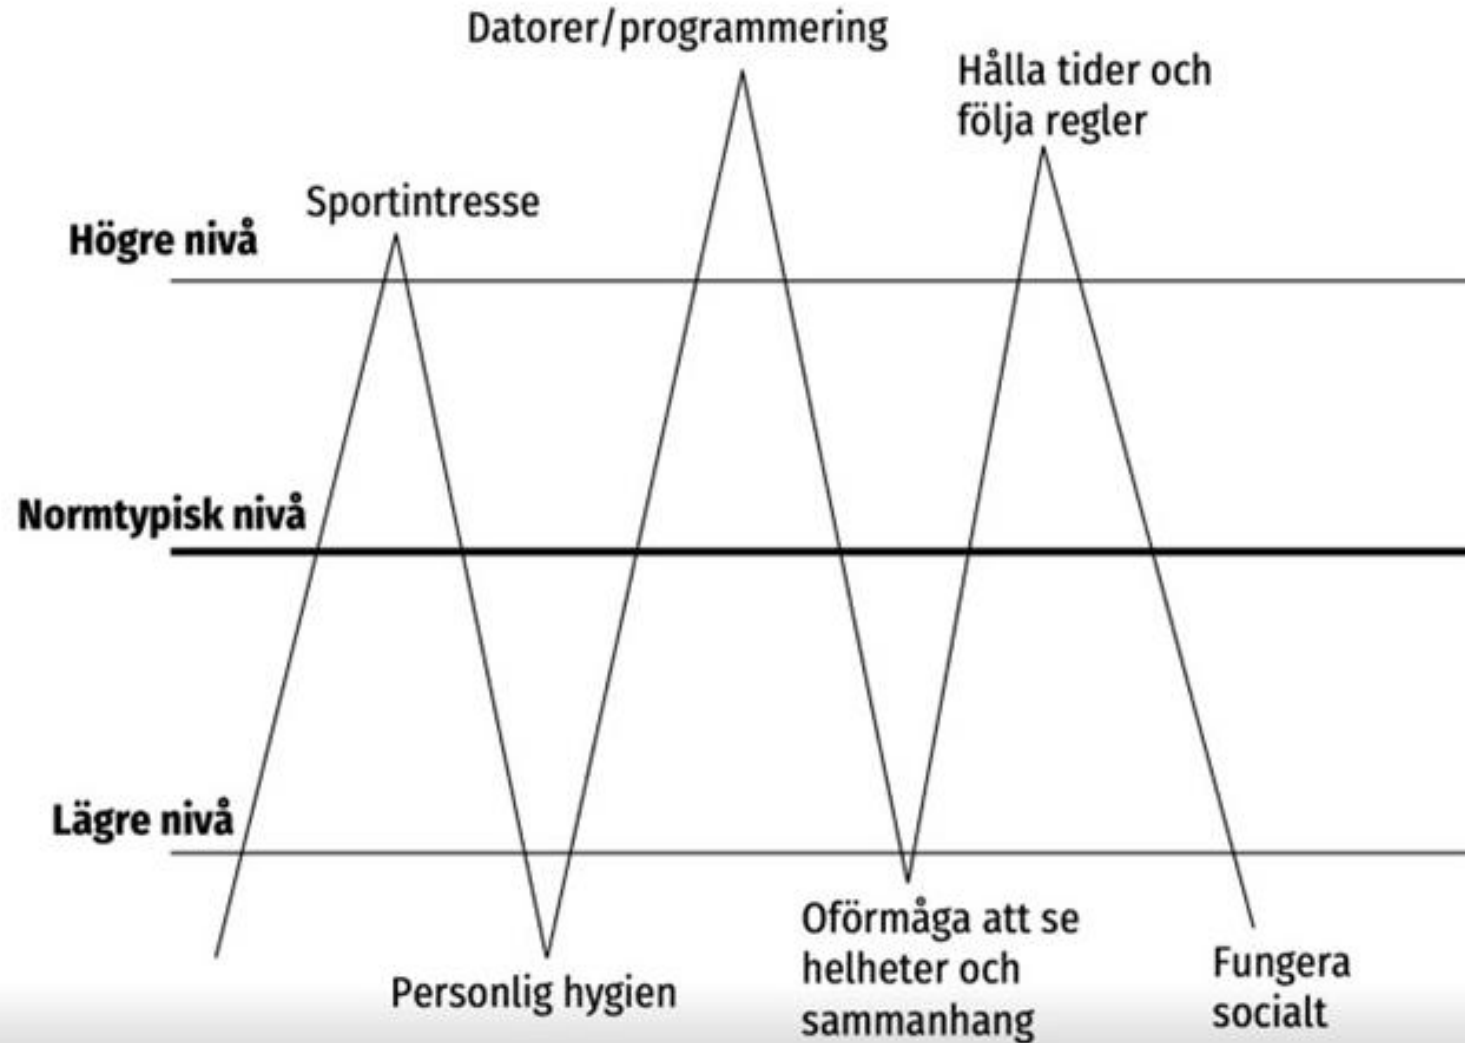 Datorer/programmering
Hålla tider och
följa regler
Sportintresse
Högre nivå
Normtypisk nivå
Lägre nivå
Personlig hygien
Oförmåga att se
helheter och
sammanhang
Fungera
socialt